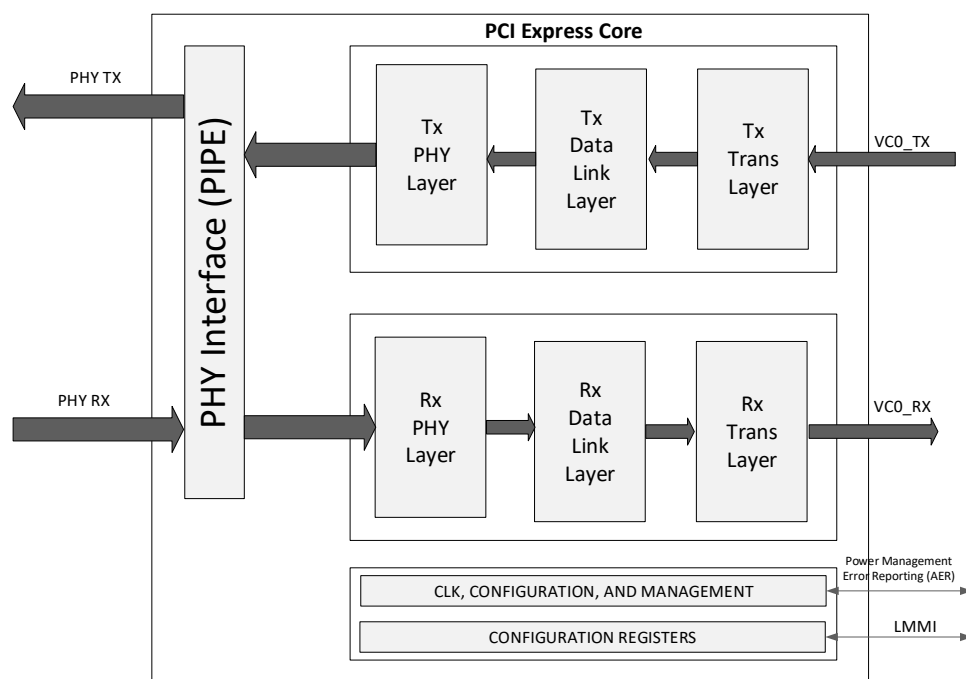 PCI Express Core
PHY TX
PHY Interface (PIPE)
Tx
PHY
Layer
Tx
Data
Link
Layer
Tx
Trans
Layer
VC0_TX
PHY RX
Rx
PHY
Layer
Rx
Data
Link
Layer
Rx
Trans
Layer
VC0_RX
Power Management
Error Reporting (AER)
CLK, CONFIGURATION, AND MANAGEMENT
CONFIGURATION REGISTERS
LMMI